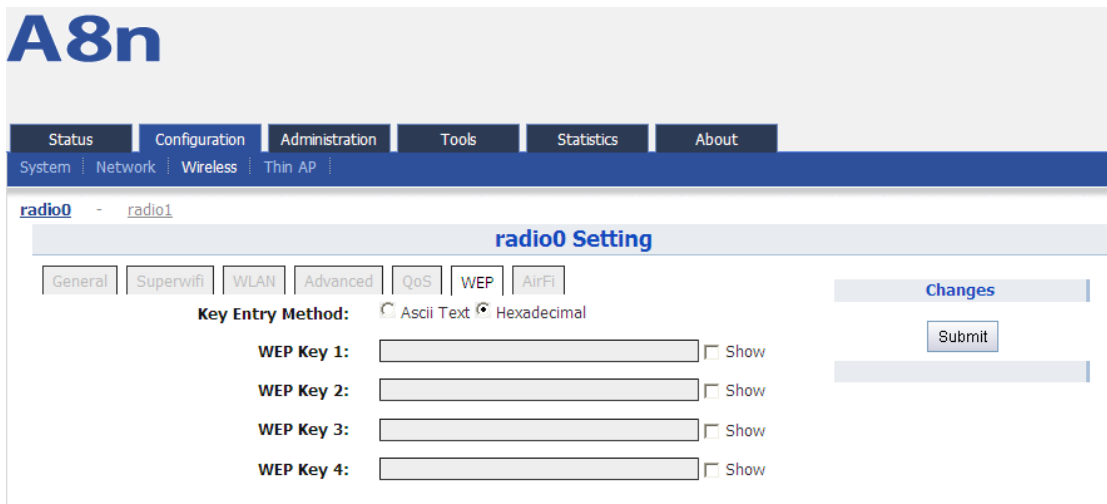 A8n
Status Configuration Administration Tools Statistics About
System Network Wireless Thin AP
radio0 - radio1
radio0 Setting
General Superwifi WLAN Advanced QoS WEP AirFi
Changes
Key Entry Method: Ascii Text Hexadecimal
Submit
WEP Key 1: Show
WEP Key 2: Show
WEP Key 3: Show
WEP Key 4: Show